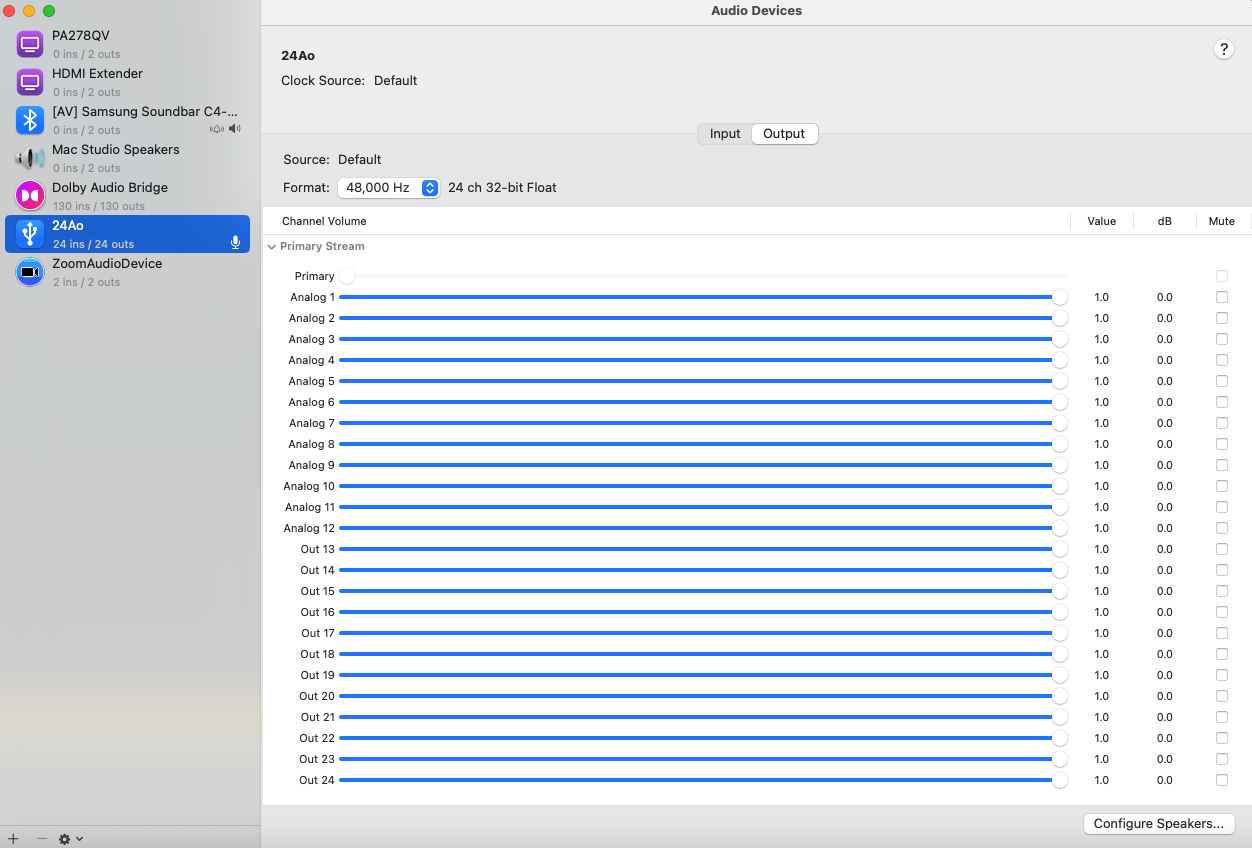 Audio Devices
PA278QV
0 ins / 2 outs
HDMI Extender
0 ins / 2 outs
[AV] Samsung Soundbar C4-...
0 ins / 2 outs
Mac Studio Speakers
0 ins / 2 outs
Dolby Audio Bridge
130 ins / 130 outs
24Ao
24 ins / 24 outs
ZoomAudioDevice
2 ins / 2 outs
24Ao
?
Clock Source: Default
Input Output
Source: Default
Format: 48,000 Hz 24 ch 32-bit Float
Channel Volume Value dB Mute
Primary Stream
Primary
Analog 1 1.0 0.0
Analog 2 1.0 0.0
Analog 3 1.0 0.0
Analog 4 1.0 0.0
Analog 5 1.0 0.0
Analog 6 1.0 0.0
Analog 7 1.0 0.0
Analog 8 1.0 0.0
Analog 9 1.0 0.0
Analog 10 1.0 0.0
Analog 11 1.0 0.0
Analog 12 1.0 0.0
Out 13 1.0 0.0
Out 14 1.0 0.0
Out 15 1.0 0.0
Out 16 1.0 0.0
Out 17 1.0 0.0
Out 18 1.0 0.0
Out 19 1.0 0.0
Out 20 1.0 0.0
Out 21 1.0 0.0
Out 22 1.0 0.0
Out 23 1.0 0.0
Out 24 1.0 0.0
Configure Speakers...